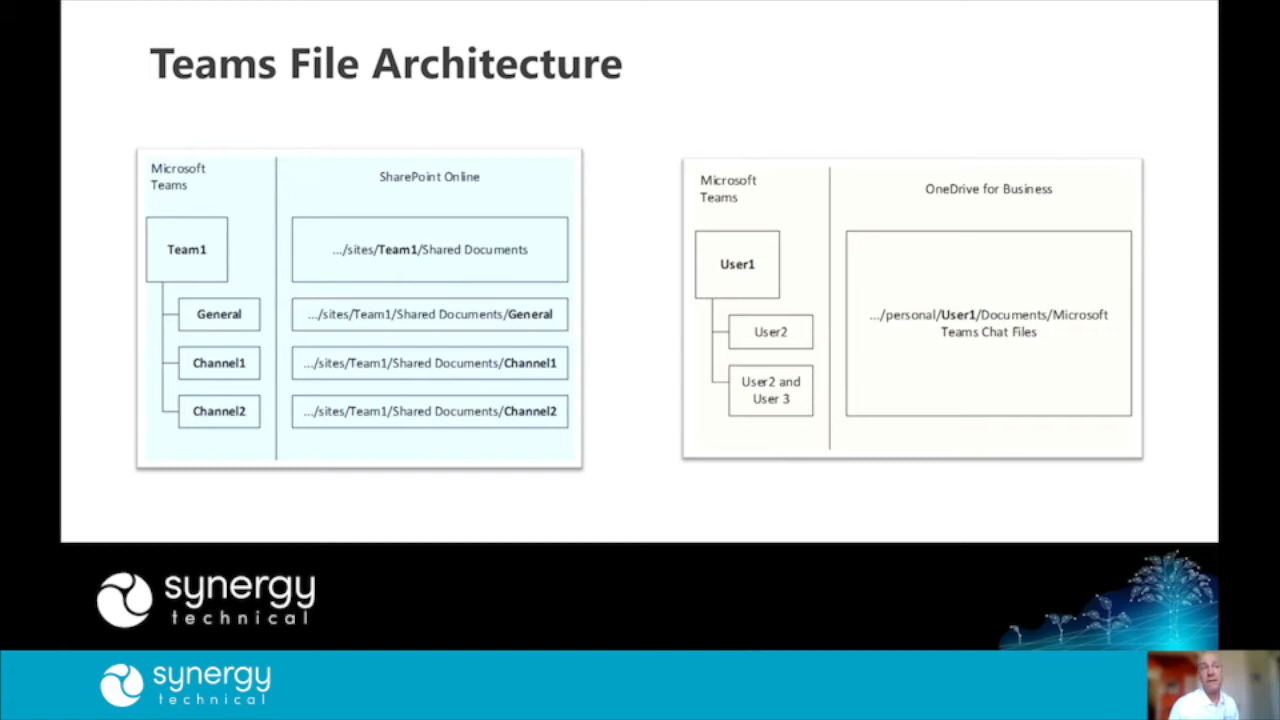 Teams File Architecture
Microsoft
Teams
SharePoint Online
Team1
.../sites/Team1/Shared Documents
General
.../sites/Team1/Shared Documents/General
Channel1
.../sites/Team1/Shared Documents/Channel1
Channel2
.../sites/Team1/Shared Documents/Channel2
Microsoft
Teams
OneDrive for Business
User1
User2
User2 and
User 3
.../personal/User1/Documents/Microsoft
Teams Chat Files
synergy
technical
synergy
technical